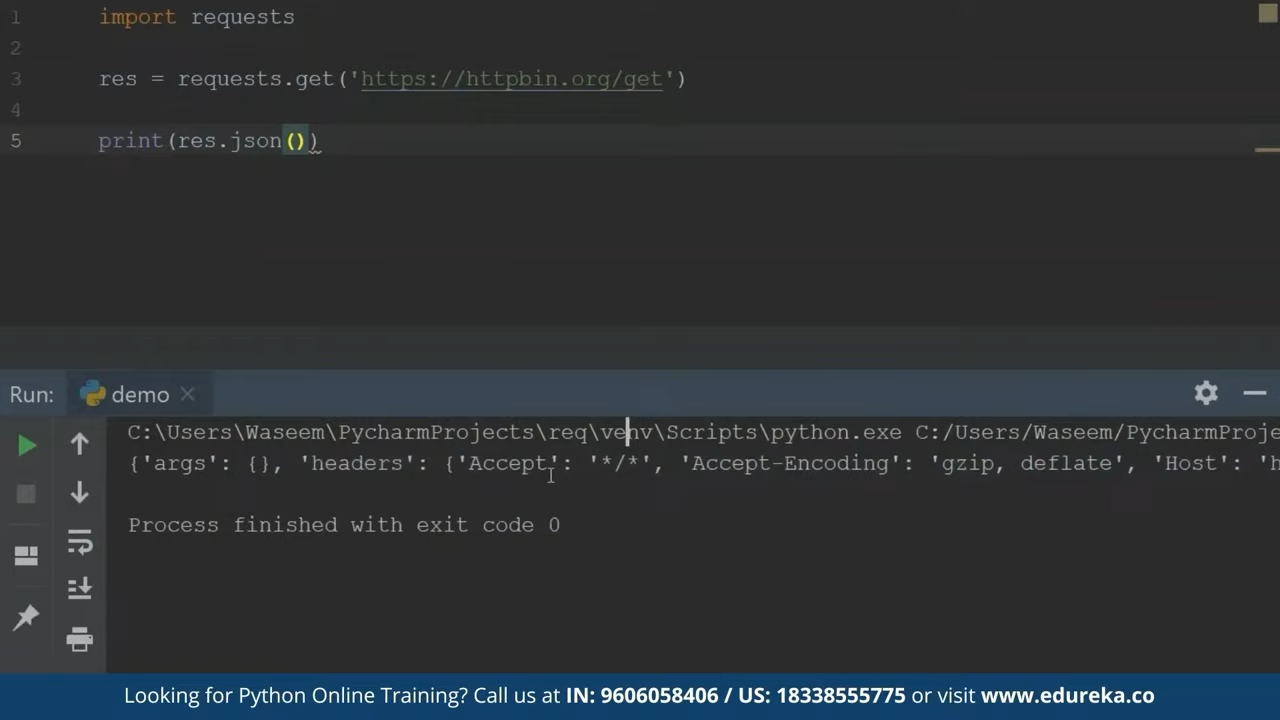 1 import requests
2
3 res = requests.get('https://httpbin.org/get')
4
5 print(res.json())
Run: demo
C:\Users\Waseem\PycharmProjects\req\venv\Scripts\python.exe C:/Users/Waseem/PycharmProje
{'args': {}, 'headers': {'Accept': '*/*', 'Accept-Encoding': 'gzip, deflate', 'Host': 'h
Process finished with exit code 0
Looking for Python Online Training? Call us at IN: 9606058406 / US: 18338555775 or visit www.edureka.co